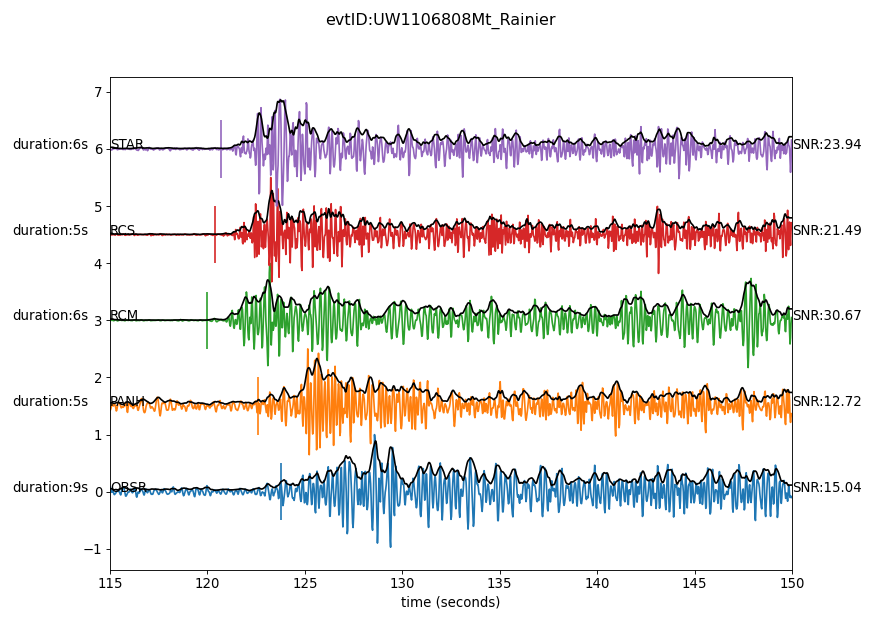 evtID:UW1106808Mt_Rainier
7
duration:6s STAR 6 SNR:23.94
5
duration:5s RCS SNR:21.49
4
duration:6s RCM 3 SNR:30.67
2
duration:5s PANH SNR:12.72
1
duration:9s OBSR 0 SNR:15.04
−1
115 120 125 130 135 140 145 150
time (seconds)